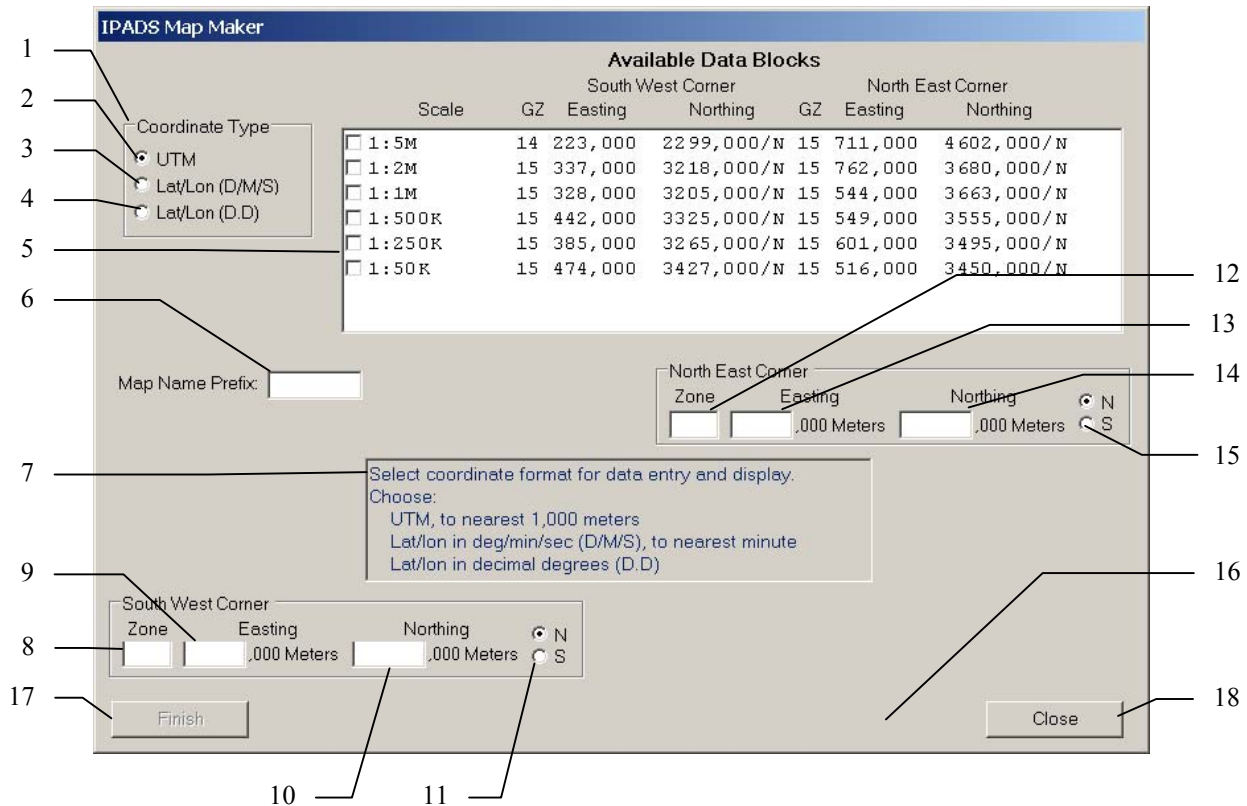 IPADS Map Maker
1
Available Data Blocks
2
South West Corner North East Corner
Scale GZ Easting Northing GZ Easting Northing
3
Coordinate Type
UTM
Lat/Lon (D/M/S)
Lat/Lon (D.D)
4
1:5M 14 223,000 2299,000/N 15 711,000 4602,000/N
1:2M 15 337,000 3218,000/N 15 762,000 3680,000/N
1:1M 15 328,000 3205,000/N 15 544,000 3663,000/N
1:500K 15 442,000 3325,000/N 15 549,000 3555,000/N
1:250K 15 385,000 3265,000/N 15 601,000 3495,000/N
1:50K 15 474,000 3427,000/N 15 516,000 3450,000/N
5
12
6
13
Map Name Prefix:
North East Corner
14
Zone Easting Northing N
,000 Meters ,000 Meters S
15
7
Select coordinate format for data entry and display.
Choose:
UTM, to nearest 1,000 meters
Lat/lon in deg/min/sec (D/M/S), to nearest minute
Lat/lon in decimal degrees (D.D)
9
16
South West Corner
Zone Easting Northing N
8
,000 Meters ,000 Meters S
17
18
Finish Close
10 11